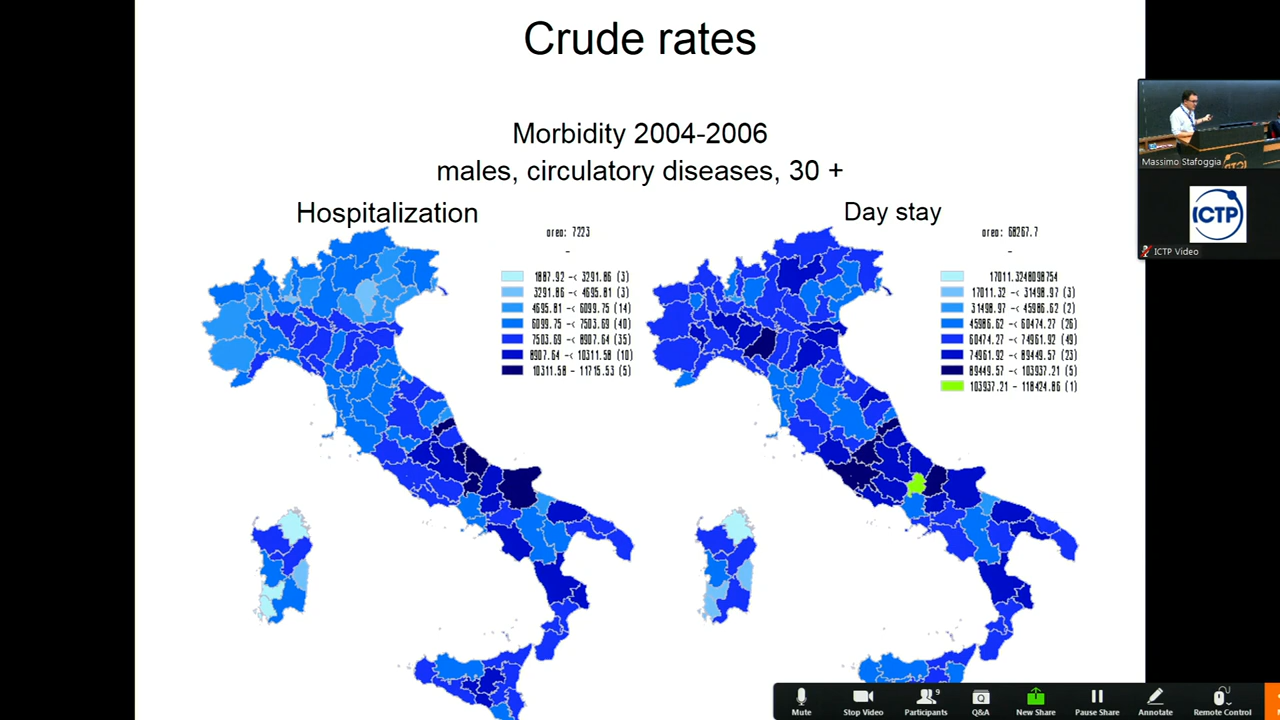 Crude rates
Morbidity 2004-2006
males, circulatory diseases, 30 +
Hospitalization
Day stay
area: 7223
-
1887.92 -< 3291.86 (3)
3291.86 -< 4695.81 (3)
4695.81 -< 6099.75 (14)
6099.75 -< 7503.69 (40)
7503.69 -< 8907.64 (35)
8907.64 -< 10311.58 (10)
10311.58 - 11715.53 (5)
area: 68267.7
-
17011.3248098754
17011.32 -< 31498.97 (3)
31498.97 -< 45986.62 (2)
45986.62 -< 60474.27 (26)
60474.27 -< 74961.92 (49)
74961.92 -< 89449.57 (23)
89449.57 -< 103937.21 (5)
103937.21 - 118424.86 (1)
Massimo Stafoggia
ICTP
ICTP Video
Mute
Stop Video
Participants
9
Q&A
New Share
Pause Share
Annotate
Remote Control